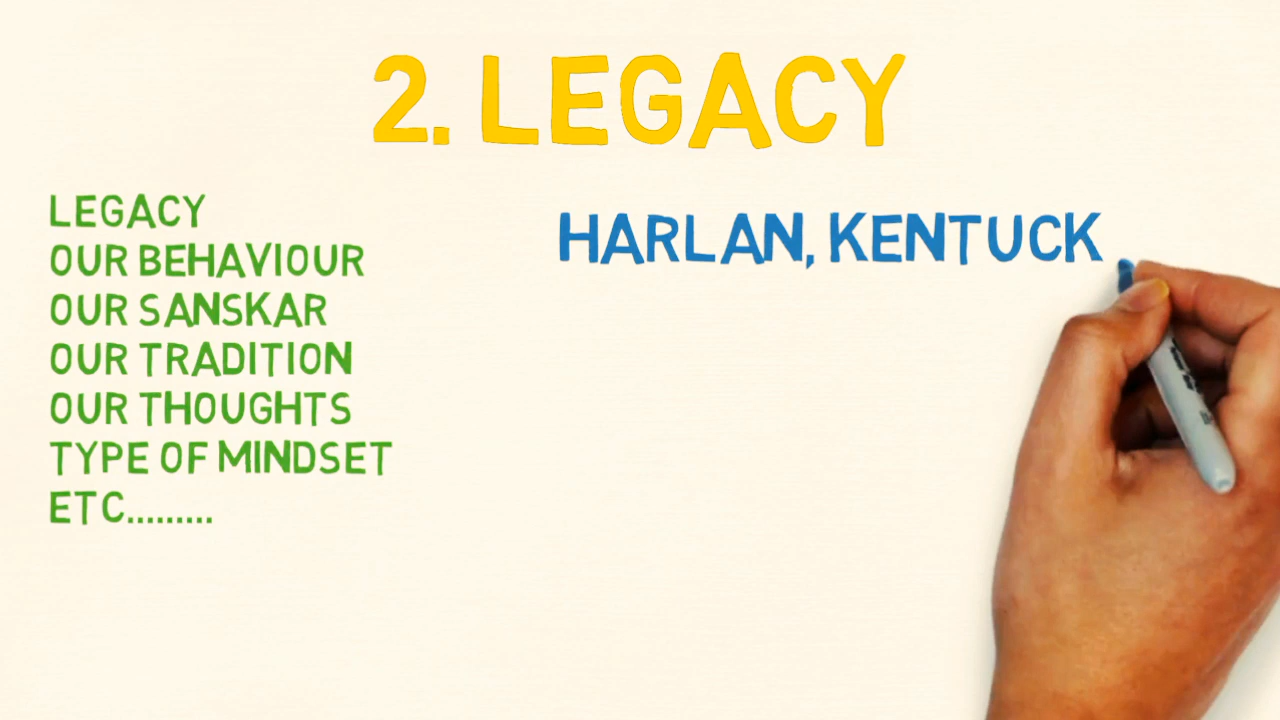 2. LEGACY
LEGACY
OUR BEHAVIOUR
OUR SANSKAR
OUR TRADITION
OUR THOUGHTS
TYPE OF MINDSET
ETC.........
HARLAN, KENTUCK